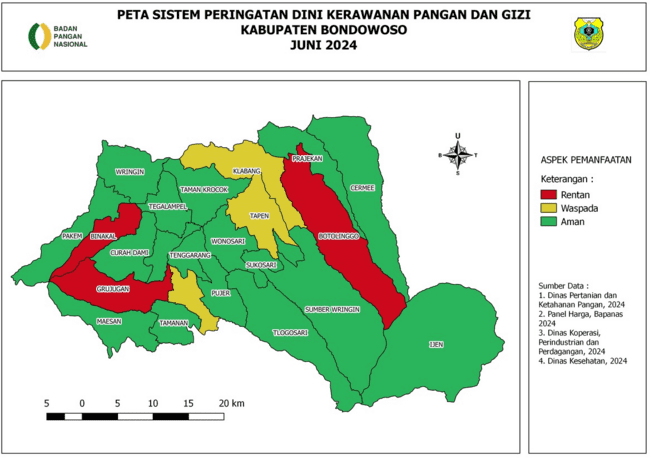 BADAN
PANGAN
NASIONAL
PETA SISTEM PERINGATAN DINI KERAWANAN PANGAN DAN GIZI
KABUPATEN BONDOWOSO
JUNI 2024
WRINGIN
TAMAN KROCOK
KLABANG
PRAJEKAN
CERMEE
TEGALAMPEL
TAPEN
PAKEM
BINAKAL
BOTOLINGGO
CURAH DAMI
TENGGARANG
WONOSARI
SUKOSARI
GRUJUGAN
PUJER
SUMBER WRINGIN
MAESAN
TAMANAN
TLOGOSARI
IJEN
U
B
T
S
5 0 5 10 15 20 km
ASPEK PEMANFAATAN
Keterangan :
Rentan
Waspada
Aman
Sumber Data :
1. Dinas Pertanian dan
Ketahanan Pangan, 2024
2. Panel Harga, Bapanas
2024
3. Dinas Koperasi,
Perindustrian dan
Perdagangan, 2024
4. Dinas Kesehatan, 2024